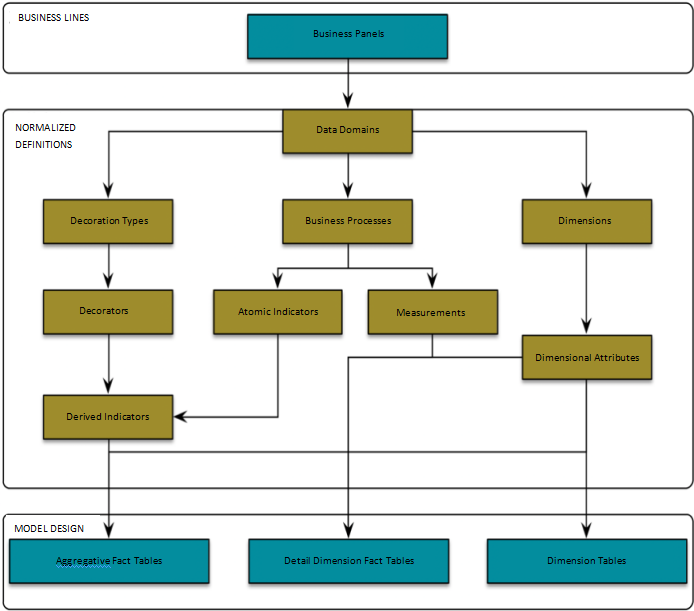 BUSINESS LINES
Business Panels
NORMALIZED
DEFINITIONS
Data Domains
Decoration Types
Business Processes
Dimensions
Decorators
Atomic Indicators
Measurements
Dimensional Attributes
Derived Indicators
MODEL DESIGN
Aggregative Fact Tables
Detail Dimension Fact Tables
Dimension Tables